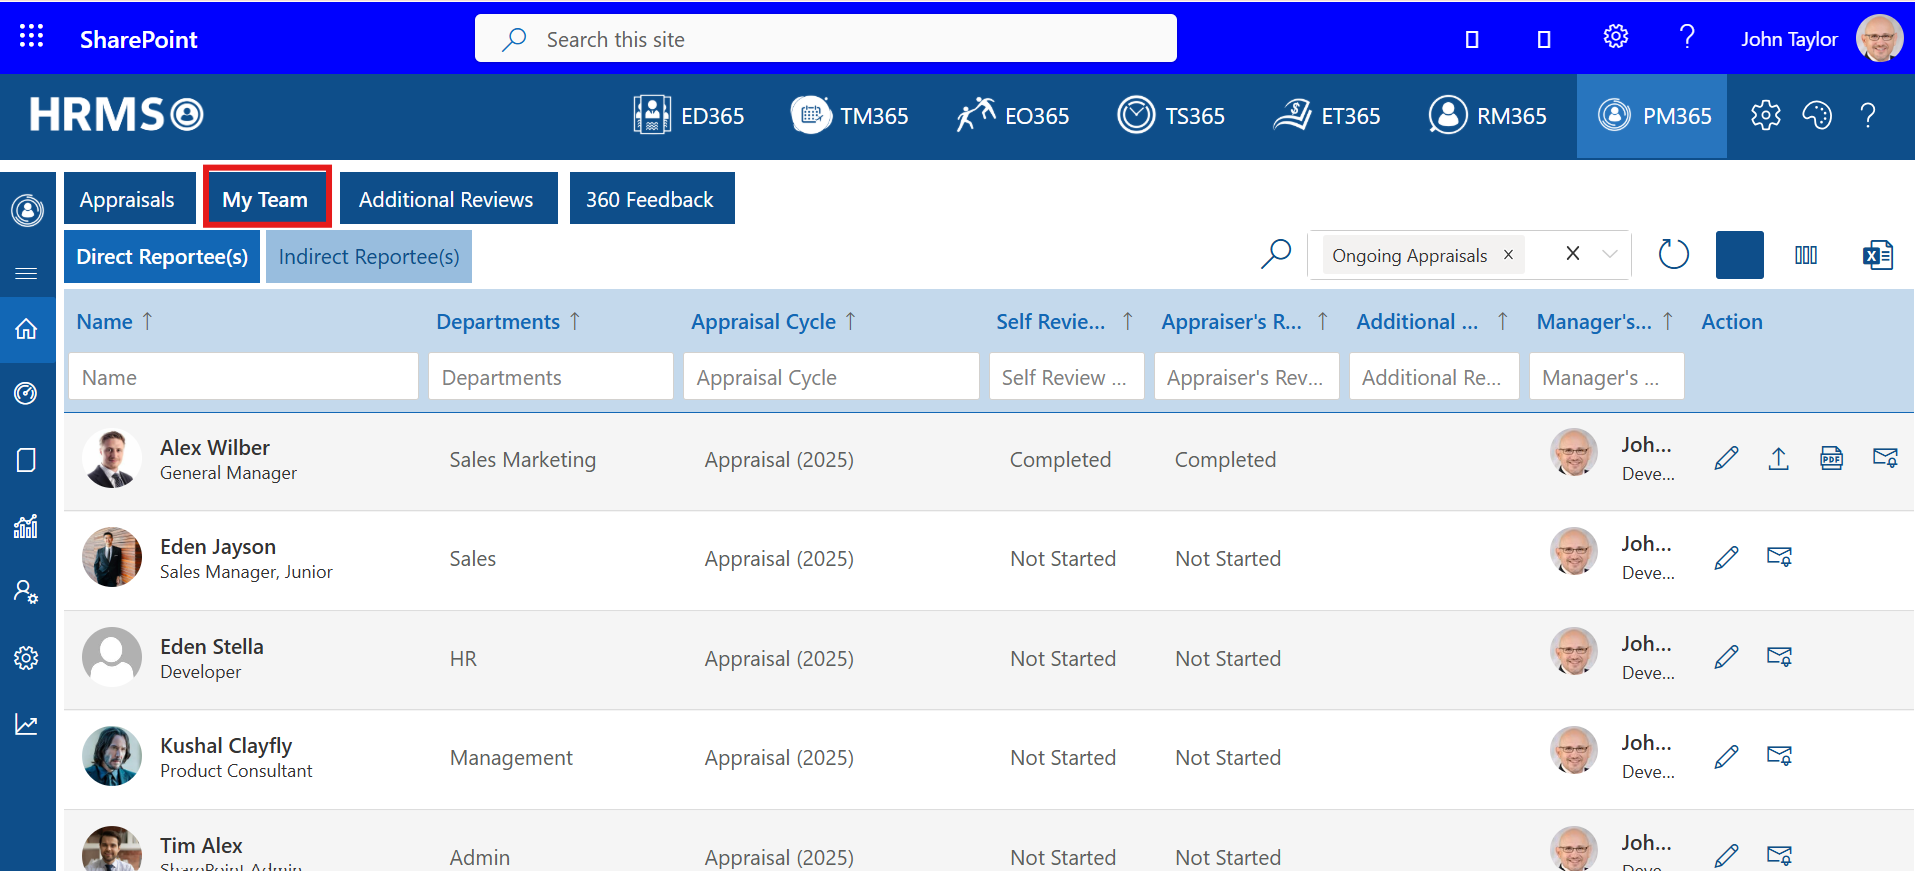 SharePoint
Search this site
John Taylor
HRMS
ED365
TM365
EO365
TS365
ET365
RM365
PM365
Appraisals
My Team
Additional Reviews
360 Feedback
Direct Reportee(s)
Indirect Reportee(s)
Ongoing Appraisals
Name
Departments
Appraisal Cycle
Self Revie...
Appraiser's R...
Additional ...
Manager's...
Action
Name
Departments
Appraisal Cycle
Self Review ...
Appraiser's Rev...
Additional Re...
Manager's ...
Alex Wilber
General Manager
Sales Marketing
Appraisal (2025)
Completed
Completed
Joh...
Deve...
PDF
Eden Jayson
Sales Manager, Junior
Sales
Appraisal (2025)
Not Started
Not Started
Joh...
Deve...
Eden Stella
Developer
HR
Appraisal (2025)
Not Started
Not Started
Joh...
Deve...
Kushal Clayfly
Product Consultant
Management
Appraisal (2025)
Not Started
Not Started
Joh...
Deve...
Tim Alex
SharePoint Admin
Admin
Appraisal (2025)
Not Started
Not Started
Joh...
Deve...